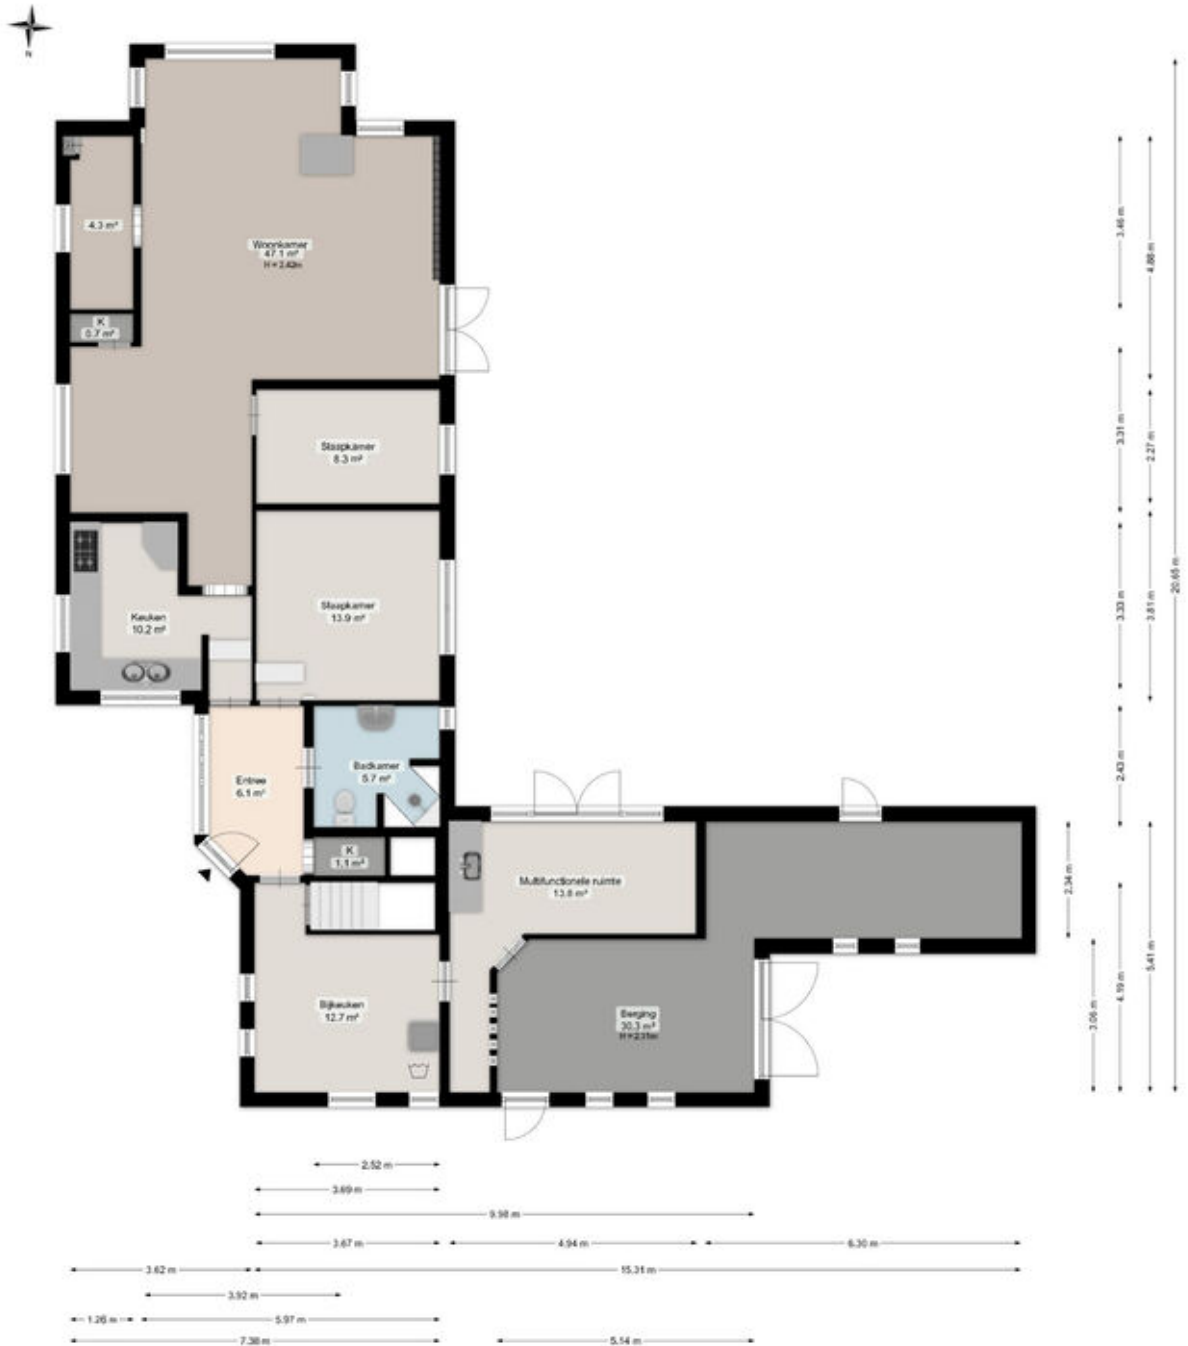 N
4.3 m²
Woonkamer
47.1 m²
K
0.7 m²
Slaapkamer
8.3 m²
Slaapkamer
13.9 m²
Keuken
10.2 m²
Badkamer
5.7 m²
Entree
6.1 m²
K
1.1 m²
Multifunctionele ruimte
13.8 m²
Bijkeuken
12.7 m²
Berging
30.3 m²
3.46 m
4.88 m
3.31 m
2.27 m
20.65 m
3.33 m
3.81 m
2.43 m
2.34 m
5.41 m
4.19 m
3.06 m
2.52 m
3.69 m
9.98 m
3.67 m
4.94 m
6.30 m
3.62 m
15.31 m
3.92 m
1.26 m
5.97 m
7.38 m
5.14 m